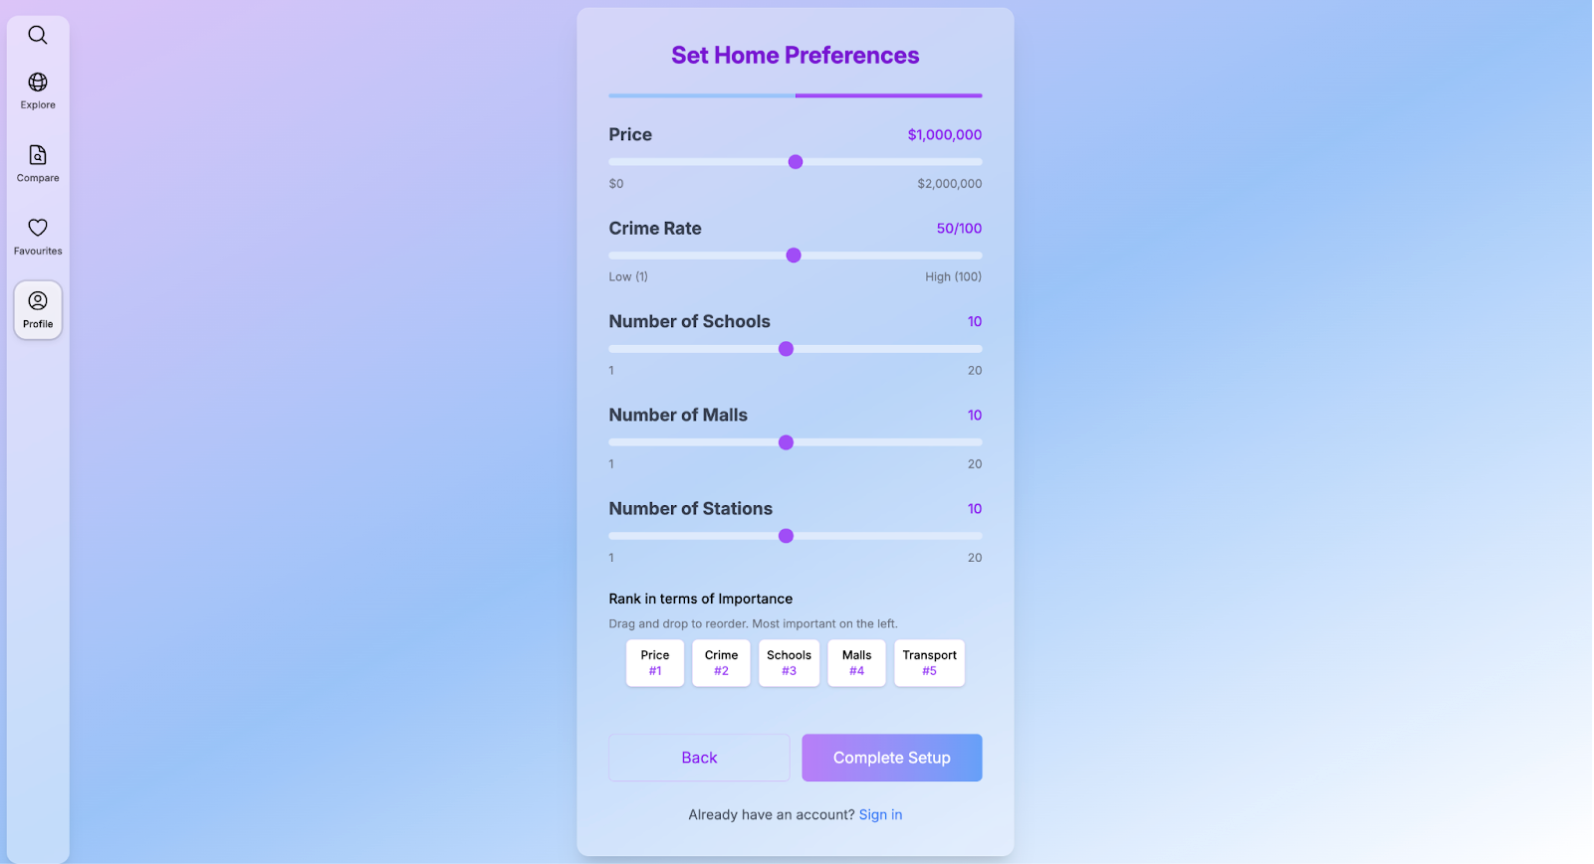 Explore
Compare
Favourites
Profile
Set Home Preferences
Price $1,000,000
$0 $2,000,000
Crime Rate 50/100
Low (1) High (100)
Number of Schools 10
1 20
Number of Malls 10
1 20
Number of Stations 10
1 20
Rank in terms of Importance
Drag and drop to reorder. Most important on the left.
Price Crime Schools Malls Transport
#1 #2 #3 #4 #5
Back Complete Setup
Already have an account? Sign in